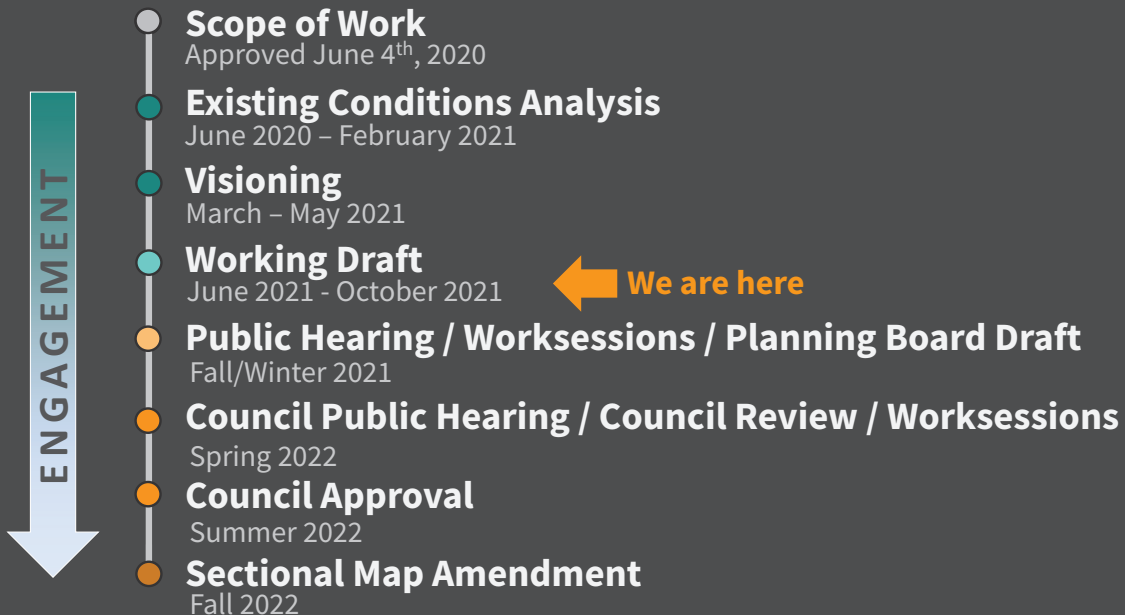 Scope of Work
Approved June 4th, 2020
Existing Conditions Analysis
June 2020 – February 2021
Visioning
March – May 2021
Working Draft
June 2021 - October 2021
We are here
Public Hearing / Worksessions / Planning Board Draft
Fall/Winter 2021
Council Public Hearing / Council Review / Worksessions
Spring 2022
Council Approval
Summer 2022
Sectional Map Amendment
Fall 2022
ENGAGEMENT